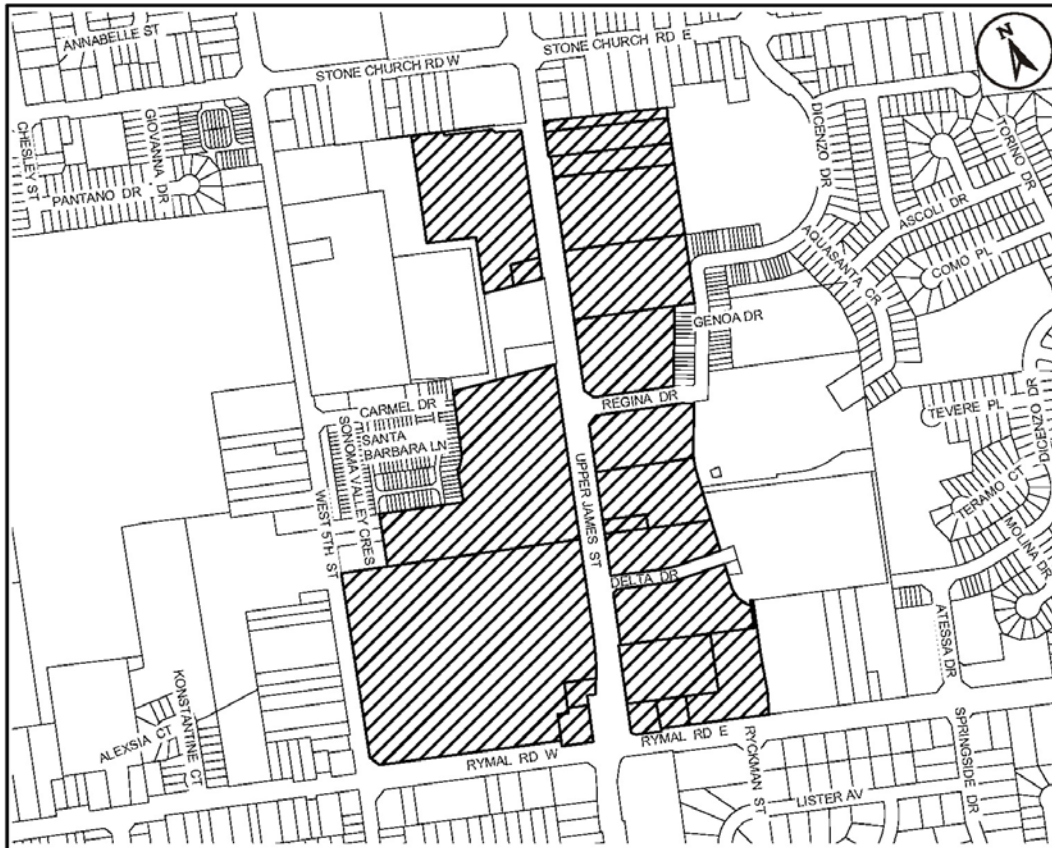 ANNABELLE ST
STONE CHURCH RD W
STONE CHURCH RD E
N
CHESLEY ST
GIOVANNA DR
PANTANO DR
DICENZO DR
TORINO DR
ASCOLI DR
AQUASANTA CR
COMO PL
GENOA DR
REGINA DR
CARMEL DR
SANTA
BARBARA LN
SONOMA VALLEY CRES
WEST 5TH ST
UPPER JAMES ST
TEVERE PL
DICENZO DR
TERAMO CT
MOLINA DR
DELTA DR
ATESSA DR
KONSTANTINE CT
ALEXSIA CT
RYMAL RD W
RYMAL RD E
RYCKMAN ST
SPRINGSIDE DR
LISTER AV